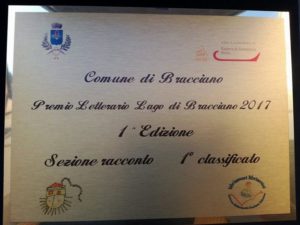 Comune di Bracciano
Premio Letterario Lago di Bracciano 2017
1ª Edizione
Sezione racconto 1° classificato